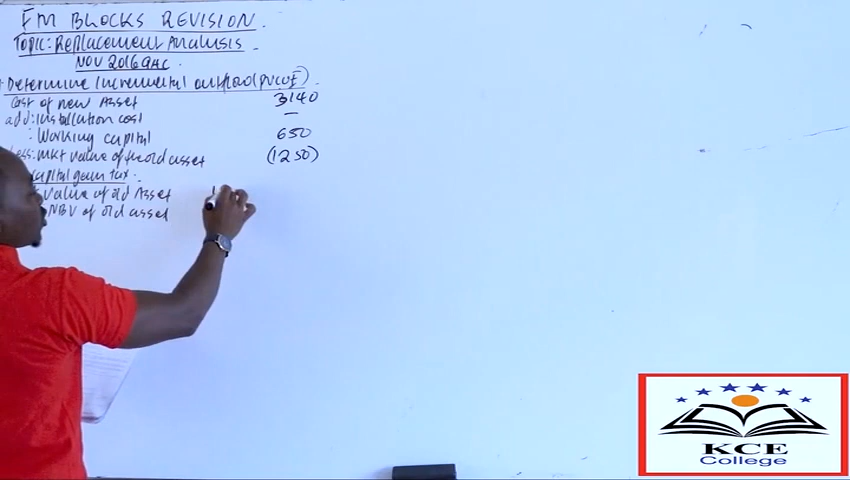 FM BLOCKS REVISION.
Topic: Replacement Analysis
NOV 2016 QAC
Determine Incremental outlay (PVCOF)
Cost of new Asset 3140
add: Installation cost —
: Working capital 650
Less: mkt value of the old asset (1250)
Capital gain tax.
Value of old Asset
NBV of old asset
KCE
College